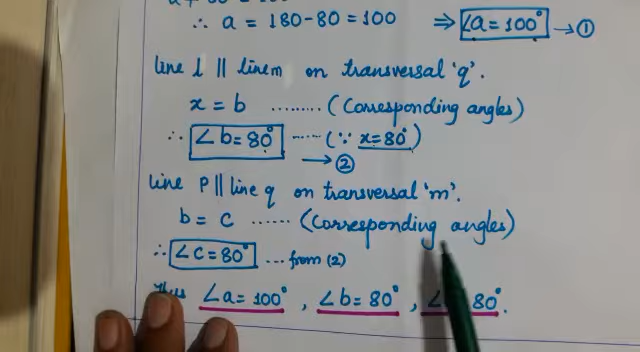 ∴ a = 180-80 = 100 ⇒ ∠a = 100° → ①
line l || line m on transversal 'q'.
x = b ......... (Corresponding angles)
∴ ∠b = 80° ..... (∵ x = 80°)
→ ②
line p || line q on transversal 'm'.
b = c ...... (Corresponding angles)
∴ ∠c = 80° ... from (2)
Thus ∠a = 100° , ∠b = 80° , ∠ 80°.